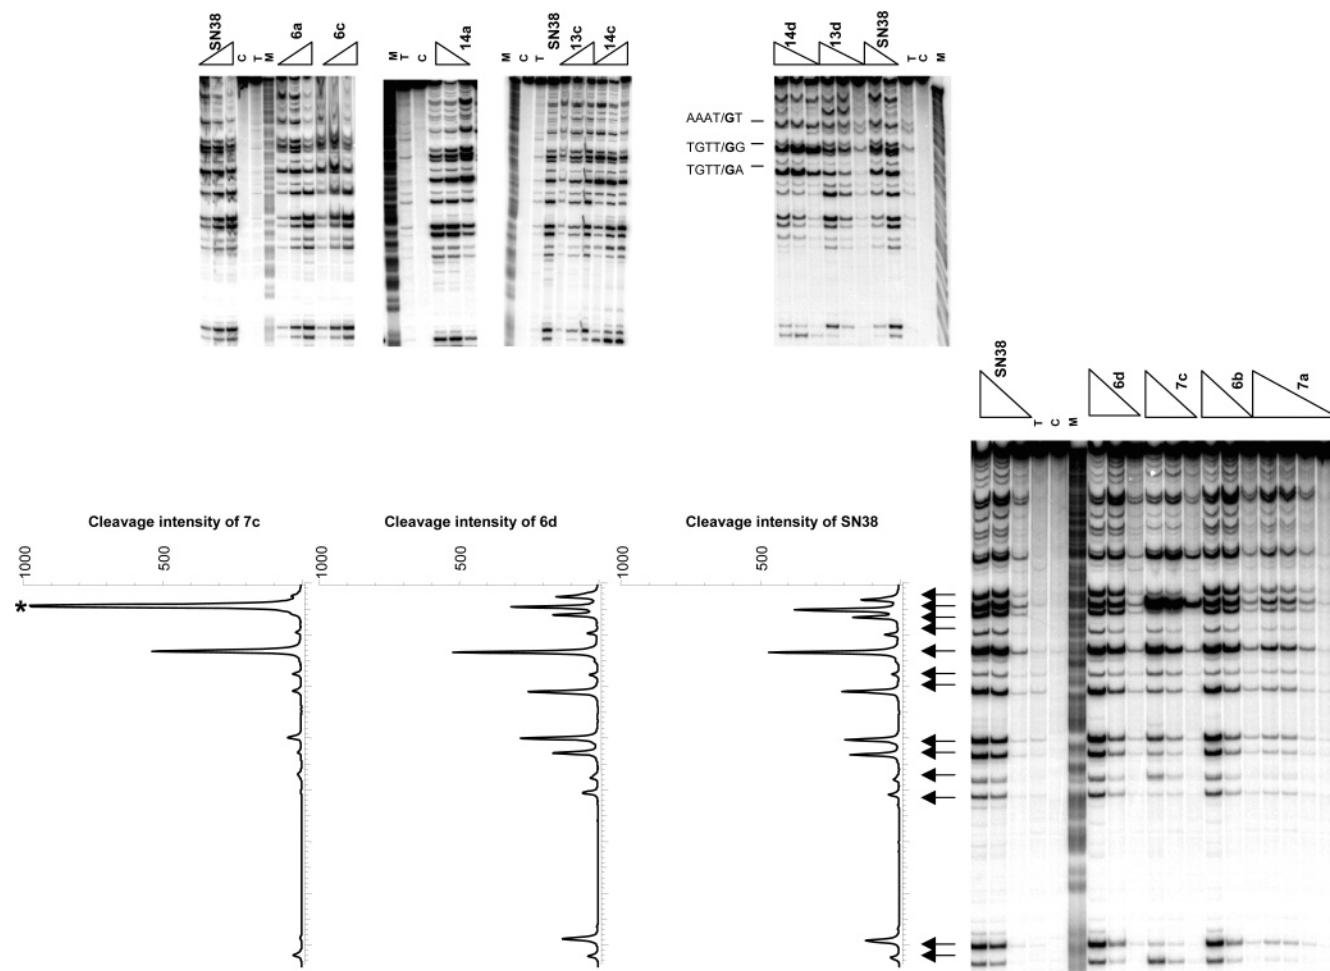 SN38 C T M 6a 6c
M T C 14a
M C T SN38 13c 14c
14d 13d SN38 T C M
AAAT/GT
TGTT/GG
TGTT/GA
SN38 T C M 6d 7c 6b 7a
Cleavage intensity of 7c
1000 500
*
Cleavage intensity of 6d
1000 500
Cleavage intensity of SN38
1000 500